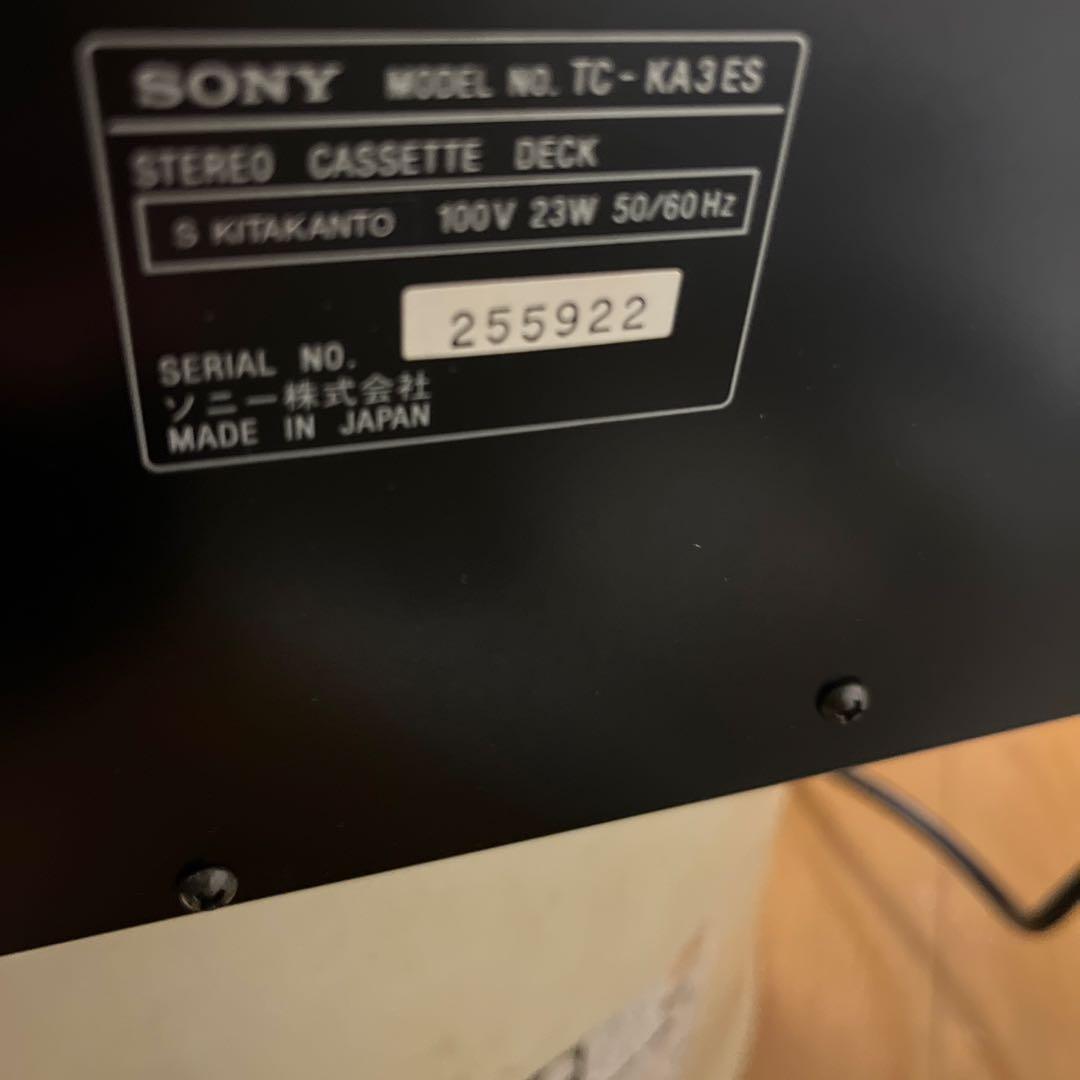 SONY MODEL NO. TC-KA3ES
STEREO CASSETTE DECK
S KITAKANTO 100V 23W 50/60Hz
SERIAL NO. 255922
ソニー株式会社
MADE IN JAPAN